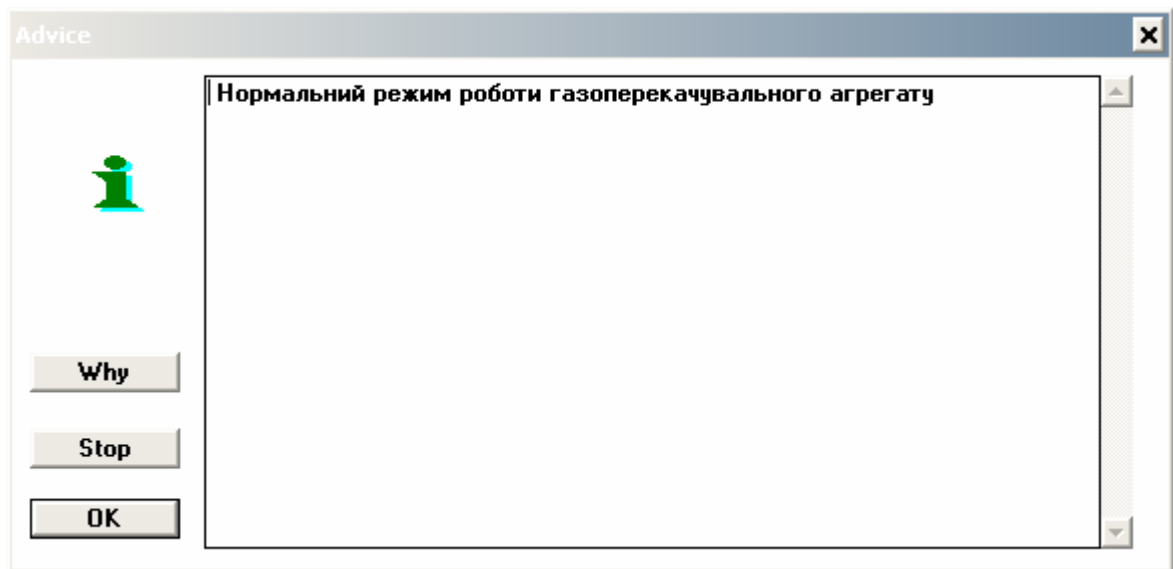 Advice
Нормальний режим роботи газоперекачувального агрегату
Why
Stop
OK